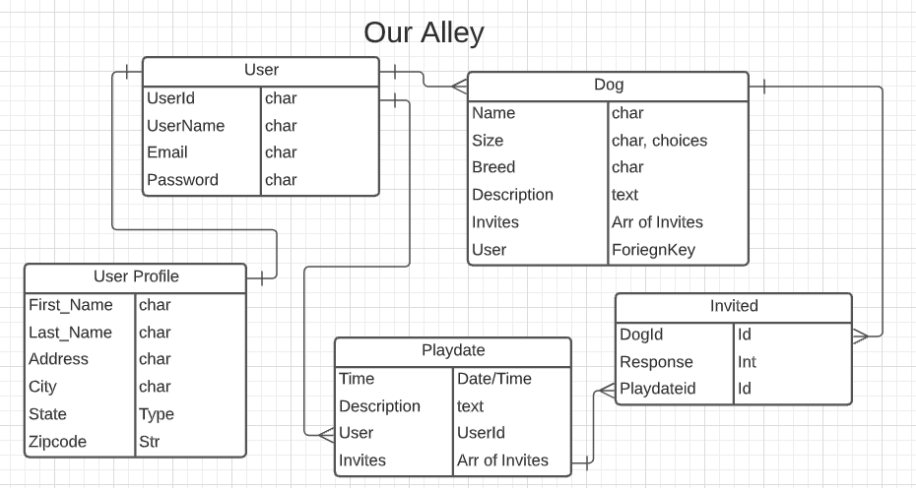 Our Alley
User
UserId char
UserName char
Email char
Password char
Dog
Name char
Size char, choices
Breed char
Description text
Invites Arr of Invites
User ForiegnKey
User Profile
First_Name char
Last_Name char
Address char
City char
State Type
Zipcode Str
Playdate
Time Date/Time
Description text
User UserId
Invites Arr of Invites
Invited
DogId Id
Response Int
Playdateid Id